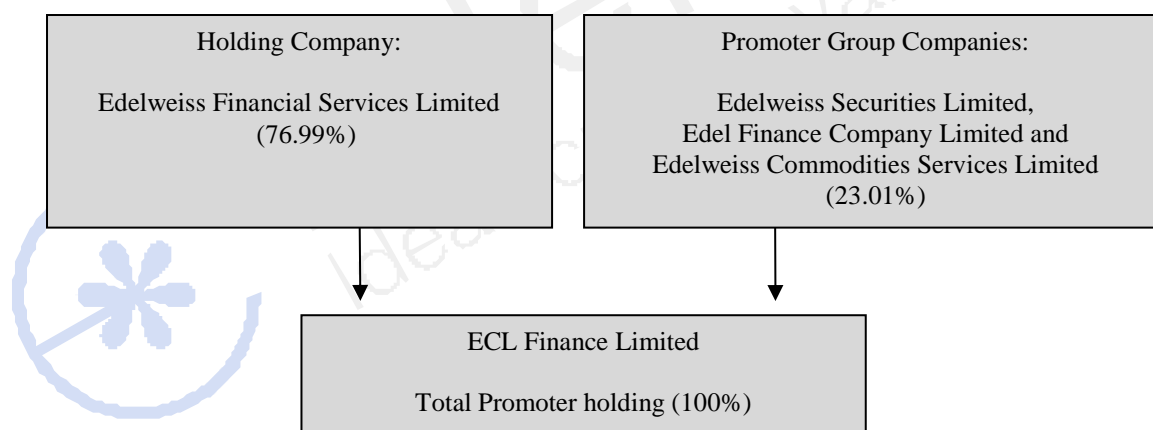 Holding Company:
Edelweiss Financial Services Limited
(76.99%)
Promoter Group Companies:
Edelweiss Securities Limited,
Edel Finance Company Limited and
Edelweiss Commodities Services Limited
(23.01%)
ECL Finance Limited
Total Promoter holding (100%)